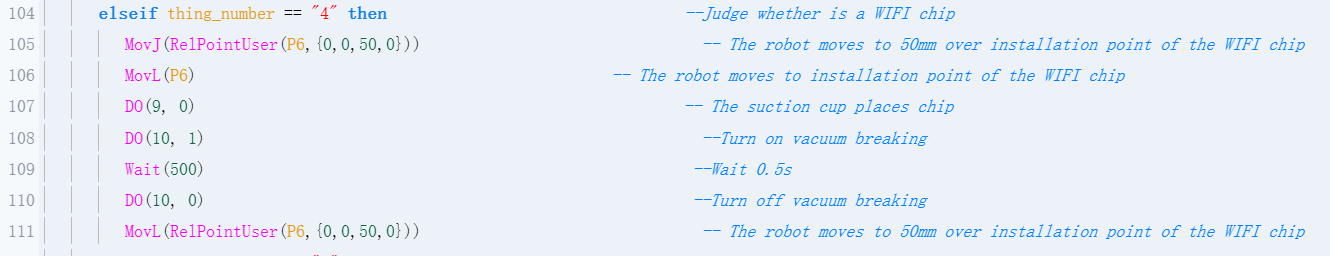 104 elseif thing_number == "4" then --Judge whether is a WIFI chip
105 MovJ(RelPointUser(P6,{0,0,50,0})) -- The robot moves to 50mm over installation point of the WIFI chip
106 MovL(P6) -- The robot moves to installation point of the WIFI chip
107 DO(9, 0) -- The suction cup places chip
108 DO(10, 1) --Turn on vacuum breaking
109 Wait(500) --Wait 0.5s
110 DO(10, 0) --Turn off vacuum breaking
111 MovL(RelPointUser(P6,{0,0,50,0})) -- The robot moves to 50mm over installation point of the WIFI chip